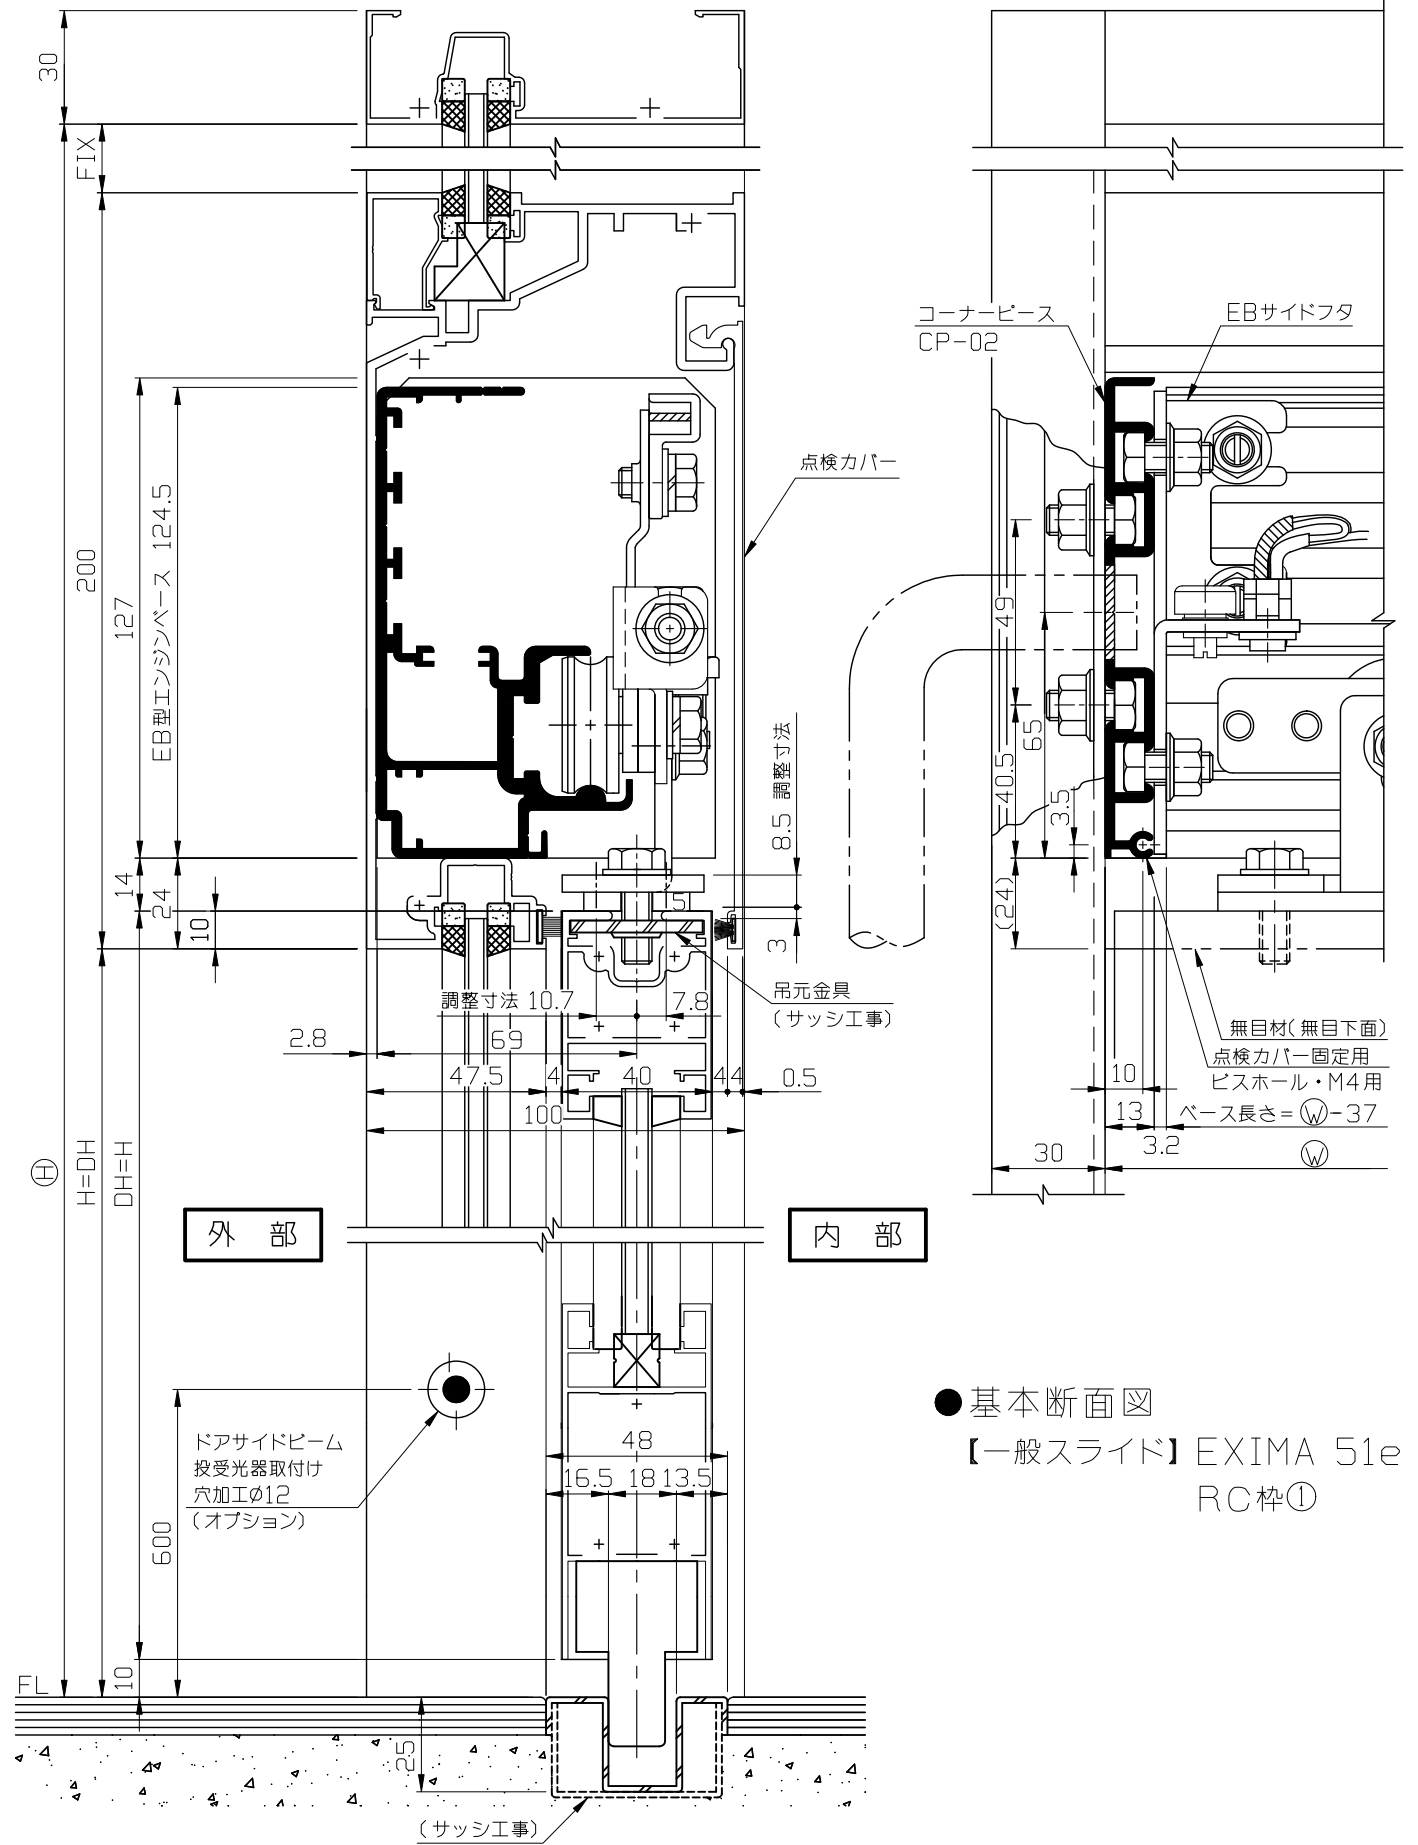 30
FIX
200
127
EB型エンジンベース 124.5
14
24
10
Ⓗ
H=DH
DH=H
コーナーピース
CP-02
EBサイドフタ
点検カバー
49
65
40.5
3.5
(24)
8.5 調整寸法
5
3
調整寸法 10.7
7.8
吊元金具
(サッシ工事)
2.8
69
47.5
4
40
4
4
0.5
100
無目材(無目下面)
点検カバー固定用
ビスホール・M4用
10
13
ベース長さ=Ⓦ-37
3.2
30
Ⓦ
外 部
内 部
ドアサイドビーム
投受光器取付け
穴加工φ12
(オプション)
600
48
16.5
18
13.5
10
FL
25
(サッシ工事)
●基本断面図
【一般スライド】EXIMA 51e
RC枠①